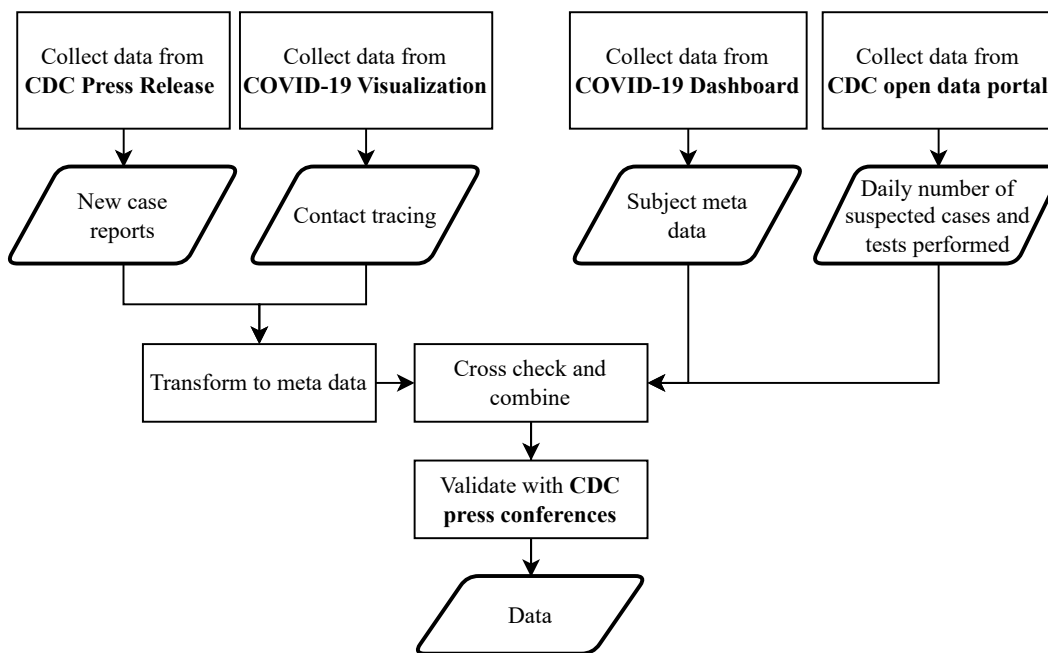 Collect data from
CDC Press Release
Collect data from
COVID-19 Visualization
Collect data from
COVID-19 Dashboard
Collect data from
CDC open data portal
New case
reports
Contact tracing
Subject meta
data
Daily number of
suspected cases and
tests performed
Transform to meta data
Cross check and
combine
Validate with CDC
press conferences
Data